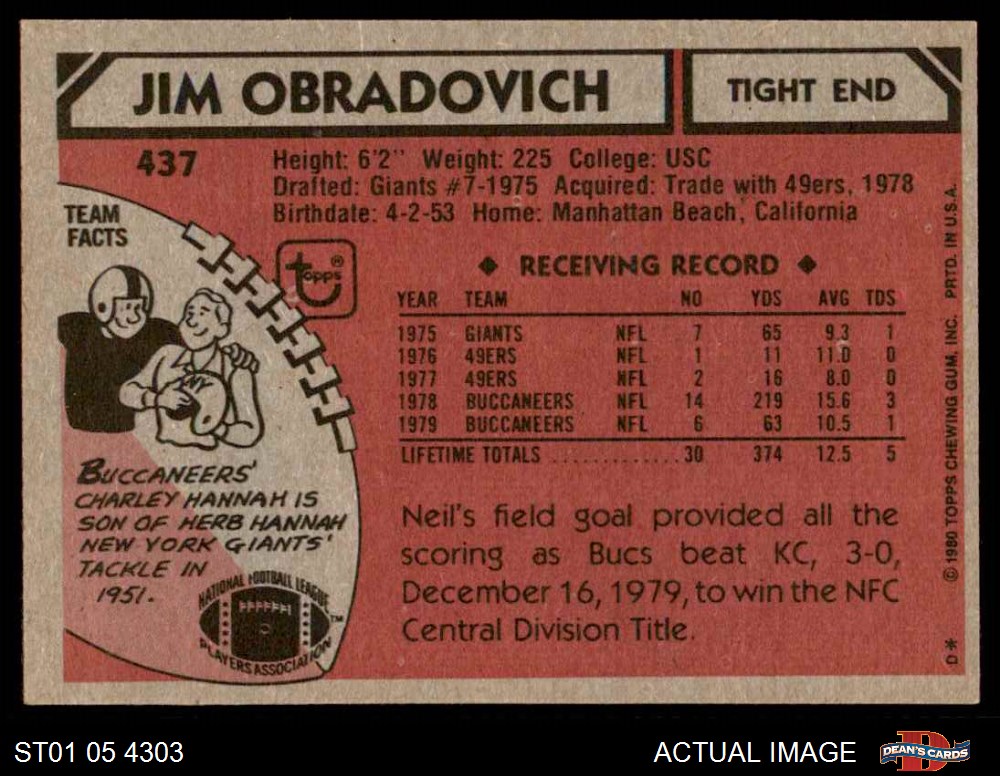 JIM OBRADOVICH
TIGHT END
437
Height: 6'2" Weight: 225 College: USC
Drafted: Giants #7-1975 Acquired: Trade with 49ers, 1978
Birthdate: 4-2-53 Home: Manhattan Beach, California
TEAM
FACTS
topps®
◆ RECEIVING RECORD ◆
YEAR TEAM NO YDS AVG TDS
1975 GIANTS NFL 7 65 9.3 1
1976 49ERS NFL 1 11 11.0 0
1977 49ERS NFL 2 16 8.0 0
1978 BUCCANEERS NFL 14 219 15.6 3
1979 BUCCANEERS NFL 6 63 10.5 1
LIFETIME TOTALS .............30 374 12.5 5
BUCCANEERS'
CHARLEY HANNAH IS
SON OF HERB HANNAH
NEW YORK GIANTS'
TACKLE IN
1951.
NATIONAL FOOTBALL LEAGUE
PLAYERS ASSOCIATION
TM
Neil's field goal provided all the
scoring as Bucs beat KC, 3-0,
December 16, 1979, to win the NFC
Central Division Title.
D* © 1980 TOPPS CHEWING GUM, INC. PRTD. IN U.S.A.
ST01 05 4303
ACTUAL IMAGE
D
DEAN'S CARDS